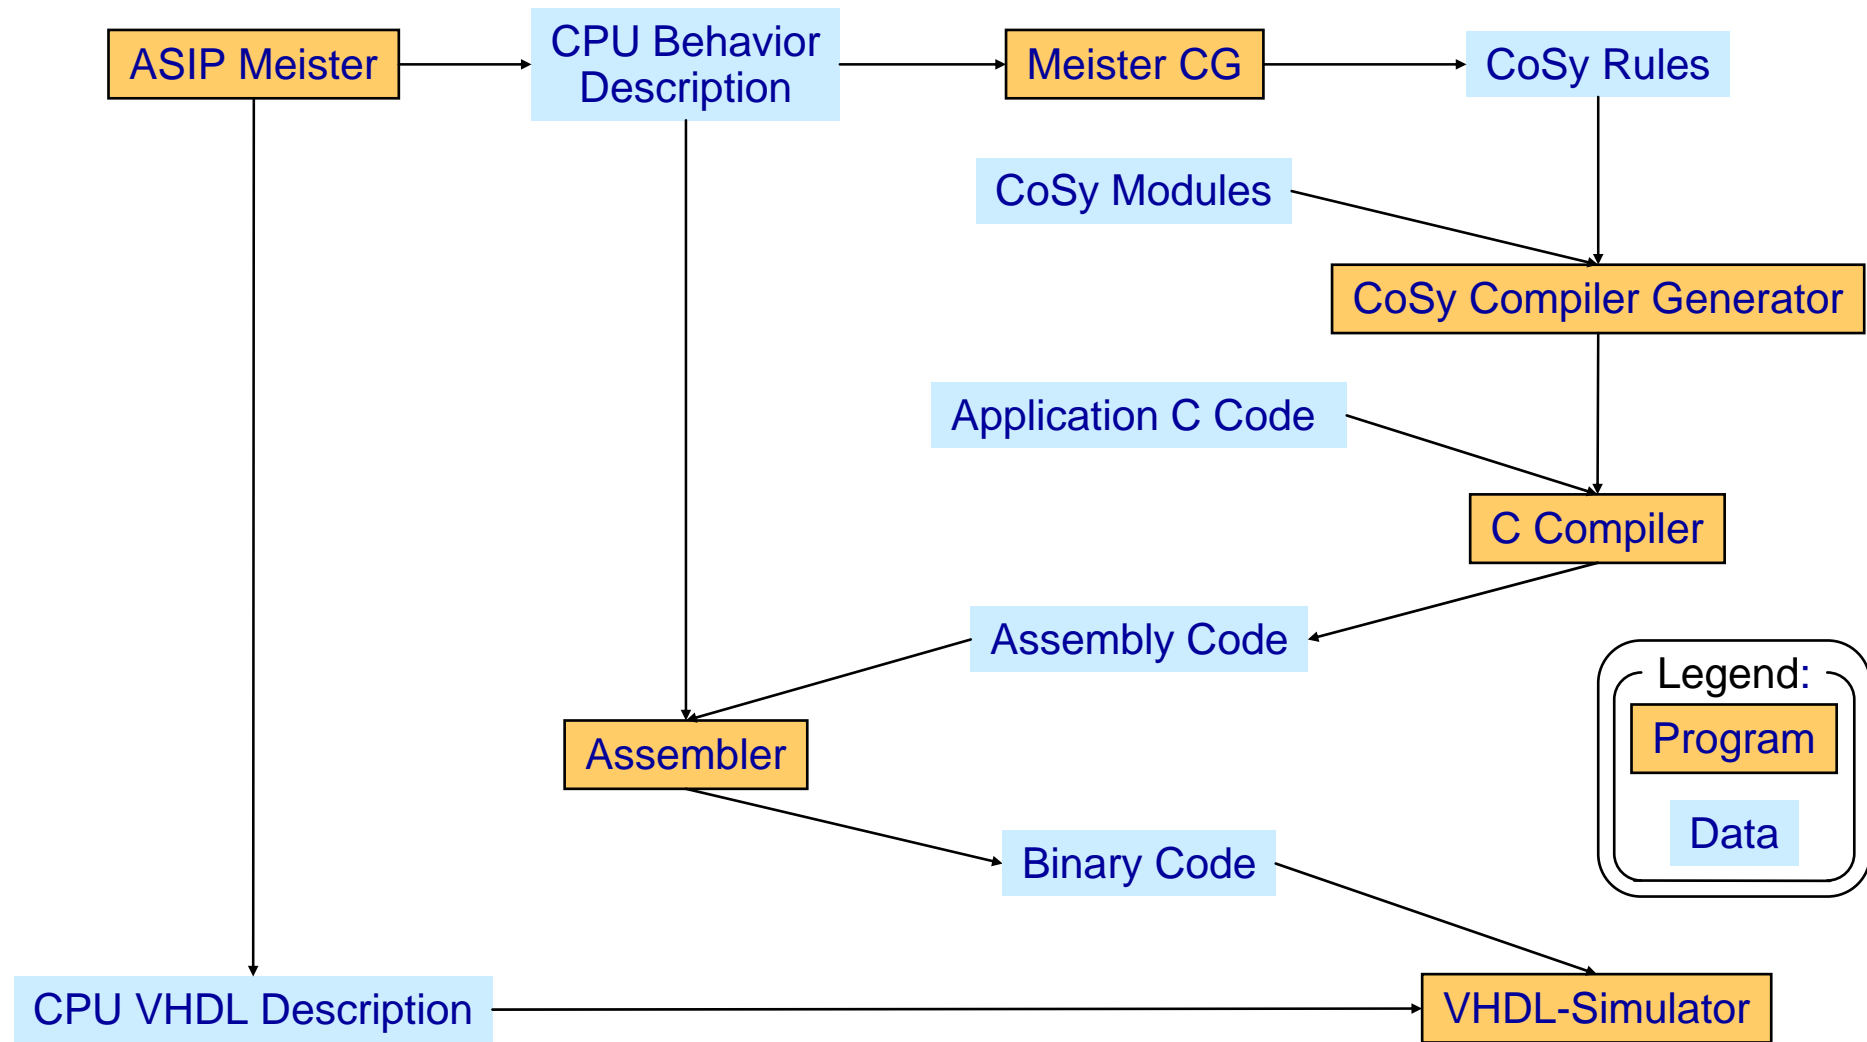 ASIP Meister
CPU Behavior
Description
Meister CG
CoSy Rules
CoSy Modules
CoSy Compiler Generator
Application C Code
C Compiler
Assembly Code
Legend:
Program
Assembler
Data
Binary Code
CPU VHDL Description
VHDL-Simulator